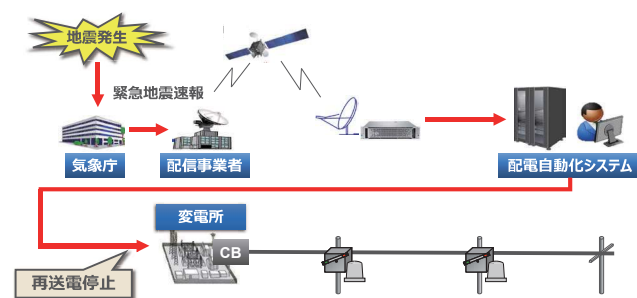 地震発生
緊急地震速報
気象庁
配信事業者
配電自動化システム
変電所
CB
再送電停止